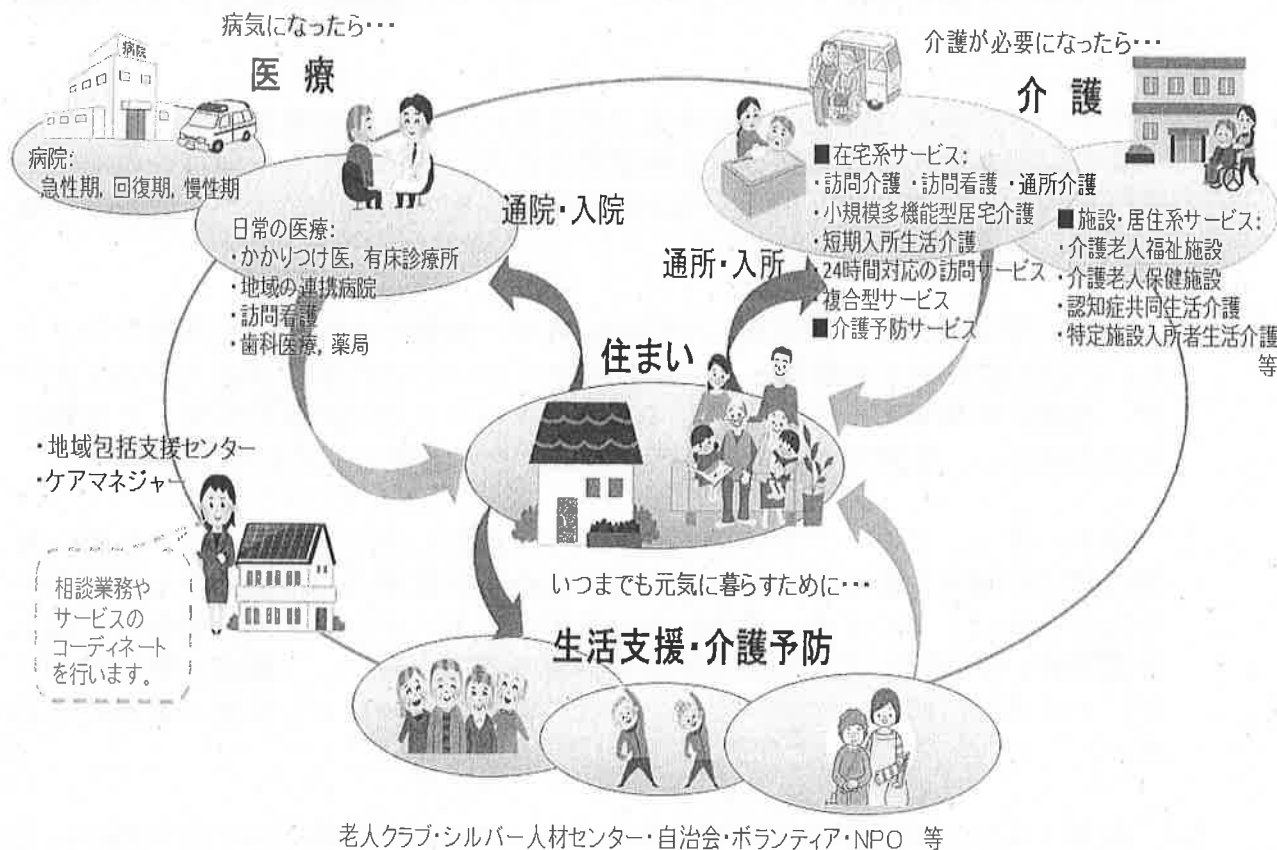 病気になったら…
医療
病院
病院:
急性期, 回復期, 慢性期
日常の医療:
・かかりつけ医, 有床診療所
・地域の連携病院
・訪問看護
・歯科医療, 薬局
通院・入院
介護が必要になったら…
介護
■在宅系サービス:
・訪問介護・訪問看護・通所介護
・小規模多機能型居宅介護
・短期入所生活介護
・24時間対応の訪問サービス
・複合型サービス
■介護予防サービス
■施設・居住系サービス:
・介護老人福祉施設
・介護老人保健施設
・認知症共同生活介護
・特定施設入所者生活介護
等
通所・入所
住まい
・地域包括支援センター
・ケアマネジャー
相談業務や
サービスの
コーディネート
を行います。
いつまでも元気に暮らすために…
生活支援・介護予防
老人クラブ・シルバー人材センター・自治会・ボランティア・NPO 等